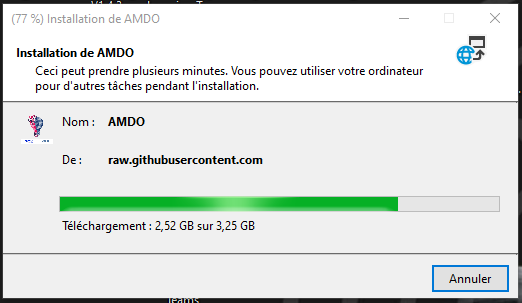 (77 %) Installation de AMDO
Installation de AMDO
Ceci peut prendre plusieurs minutes. Vous pouvez utiliser votre ordinateur
pour d'autres tâches pendant l'installation.
Nom : AMDO
De : raw.githubusercontent.com
Téléchargement : 2,52 GB sur 3,25 GB
Annuler
Teams